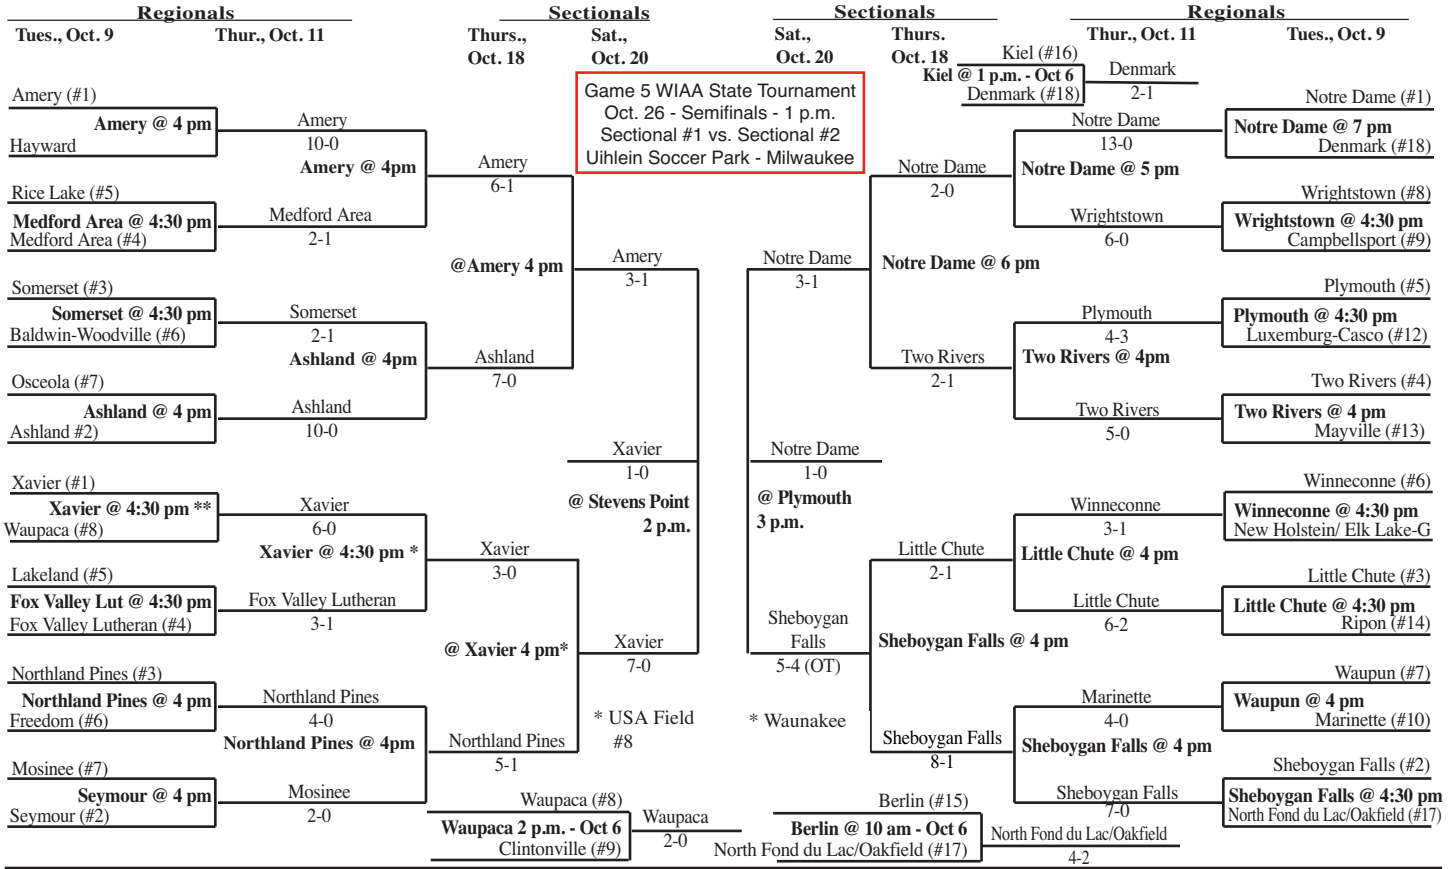 Regionals
Sectionals
Sectionals
Regionals
Tues., Oct. 9
Thur., Oct. 11
Thurs.,
Oct. 18
Sat.,
Oct. 20
Sat.,
Oct. 20
Thurs.
Oct. 18
Thur., Oct. 11
Tues., Oct. 9
Game 5 WIAA State Tournament
Oct. 26 - Semifinals - 1 p.m.
Sectional #1 vs. Sectional #2
Uihlein Soccer Park - Milwaukee
Amery (#1)
Amery @ 4 pm
Hayward
Rice Lake (#5)
Medford Area @ 4:30 pm
Medford Area (#4)
Somerset (#3)
Somerset @ 4:30 pm
Baldwin-Woodville (#6)
Osceola (#7)
Ashland @ 4 pm
Ashland #2)
Xavier (#1)
Xavier @ 4:30 pm **
Waupaca (#8)
Lakeland (#5)
Fox Valley Lut @ 4:30 pm
Fox Valley Lutheran (#4)
Northland Pines (#3)
Northland Pines @ 4 pm
Freedom (#6)
Mosinee (#7)
Seymour @ 4 pm
Seymour (#2)
Amery
10-0
Amery @ 4pm
Medford Area
2-1
Somerset
2-1
Ashland @ 4pm
Ashland
10-0
Xavier
6-0
Xavier @ 4:30 pm *
Fox Valley Lutheran
3-1
Northland Pines
4-0
Northland Pines @ 4pm
Mosinee
2-0
Amery
6-1
@Amery 4 pm
Ashland
7-0
Xavier
3-0
@ Xavier 4 pm*
Northland Pines
5-1
Waupaca (#8)
Waupaca 2 p.m. - Oct 6
Clintonville (#9)
Waupaca
2-0
Amery
3-1
Xavier
1-0
@ Stevens Point
2 p.m.
Xavier
7-0
* USA Field
#8
Notre Dame
3-1
Notre Dame
1-0
@ Plymouth
3 p.m.
Sheboygan
Falls
5-4 (OT)
* Waunakee
Notre Dame
2-0
Notre Dame @ 6 pm
Two Rivers
2-1
Little Chute
2-1
Sheboygan Falls @ 4 pm
Sheboygan Falls
8-1
Berlin (#15)
Berlin @ 10 am - Oct 6
North Fond du Lac/Oakfield (#17)
North Fond du Lac/Oakfield
4-2
Kiel (#16)
Kiel @ 1 p.m. - Oct 6
Denmark (#18)
Denmark
2-1
Notre Dame
13-0
Notre Dame @ 5 pm
Wrightstown
6-0
Plymouth
4-3
Two Rivers @ 4pm
Two Rivers
5-0
Winneconne
3-1
Little Chute @ 4 pm
Little Chute
6-2
Marinette
4-0
Sheboygan Falls @ 4 pm
Sheboygan Falls
7-0
Notre Dame (#1)
Notre Dame @ 7 pm
Denmark (#18)
Wrightstown (#8)
Wrightstown @ 4:30 pm
Campbellsport (#9)
Plymouth (#5)
Plymouth @ 4:30 pm
Luxemburg-Casco (#12)
Two Rivers (#4)
Two Rivers @ 4 pm
Mayville (#13)
Winneconne (#6)
Winneconne @ 4:30 pm
New Holstein/ Elk Lake-G
Little Chute (#3)
Little Chute @ 4:30 pm
Ripon (#14)
Waupun (#7)
Waupun @ 4 pm
Marinette (#10)
Sheboygan Falls (#2)
Sheboygan Falls @ 4:30 pm
North Fond du Lac/Oakfield (#17)